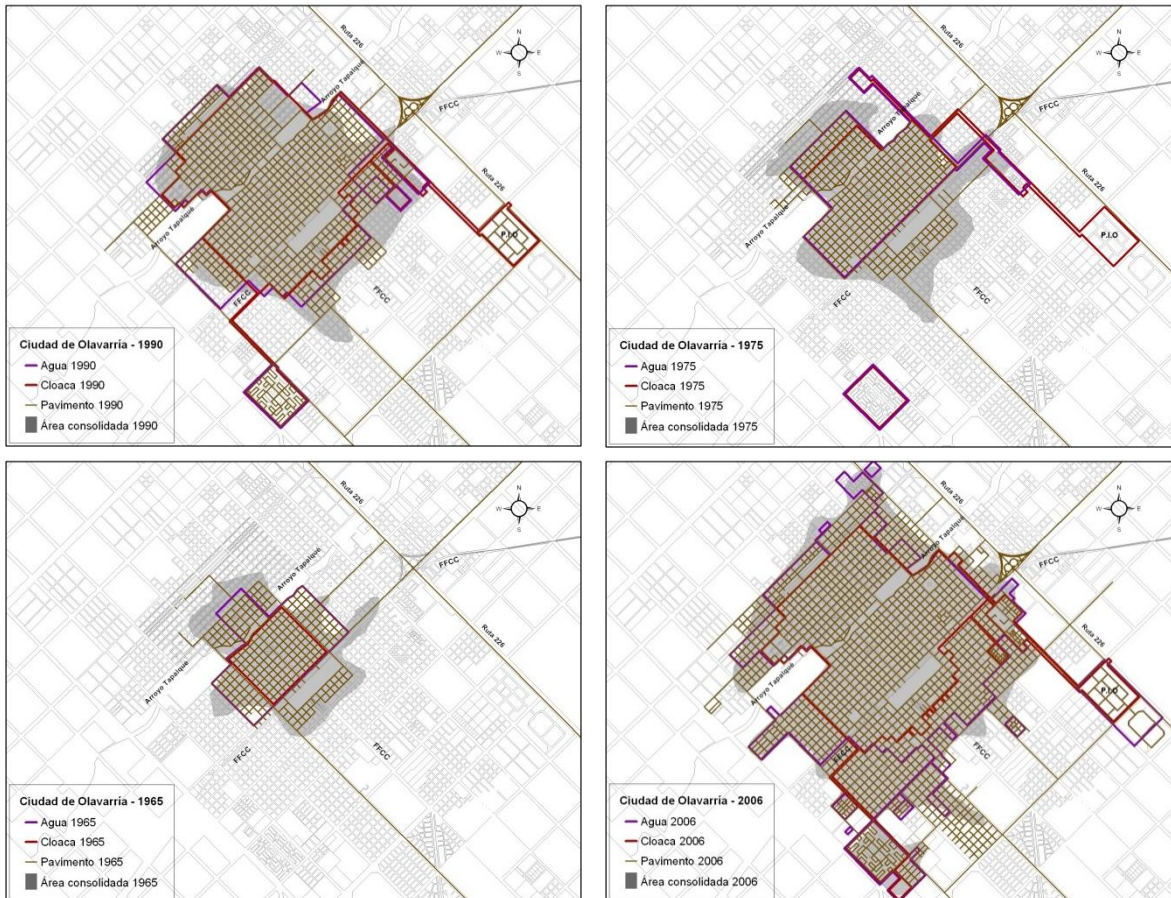 Ruta 226
Arroyo Tapalqué
FFCC
N
W
E
S
Ruta 226
P.I.O
Arroyo Tapalqué
FFCC
FFCC
Ciudad de Olavarría - 1990
Agua 1990
Cloaca 1990
Pavimento 1990
Área consolidada 1990
Ruta 226
Arroyo Tapalqué
FFCC
N
W
E
S
Ruta 226
P.I.O
Arroyo Tapalqué
FFCC
FFCC
Ciudad de Olavarría - 1975
Agua 1975
Cloaca 1975
Pavimento 1975
Área consolidada 1975
Ruta 226
Arroyo Tapalqué
FFCC
N
W
E
S
Ruta 226
Arroyo Tapalqué
FFCC
FFCC
Ciudad de Olavarría - 1965
Agua 1965
Cloaca 1965
Pavimento 1965
Área consolidada 1965
Ruta 226
Arroyo Tapalqué
FFCC
N
W
E
S
Ruta 226
P.I.O
Arroyo Tapalqué
FFCC
FFCC
Ciudad de Olavarría - 2006
Agua 2006
Cloaca 2006
Pavimento 2006
Área consolidada 2006